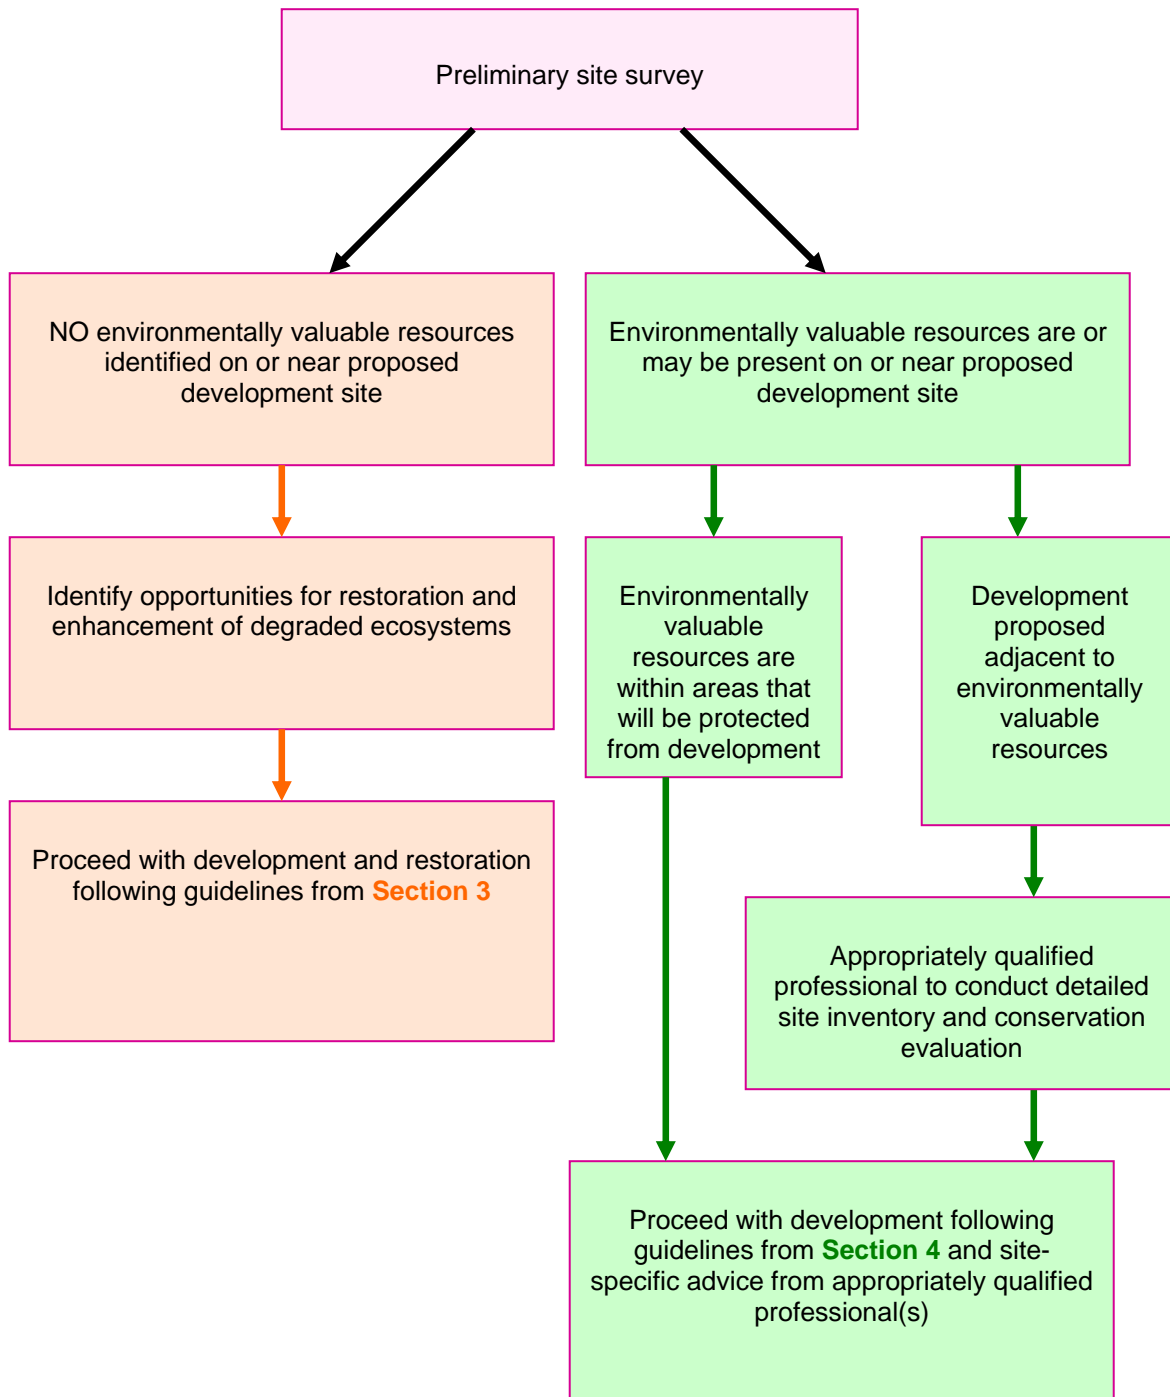 Preliminary site survey
NO environmentally valuable resources
identified on or near proposed
development site
Environmentally valuable resources are or
may be present on or near proposed
development site
Identify opportunities for restoration and
enhancement of degraded ecosystems
Environmentally
valuable
resources are
within areas that
will be protected
from development
Development
proposed
adjacent to
environmentally
valuable
resources
Proceed with development and restoration
following guidelines from Section 3
Appropriately qualified
professional to conduct detailed
site inventory and conservation
evaluation
Proceed with development following
guidelines from Section 4 and site-
specific advice from appropriately qualified
professional(s)